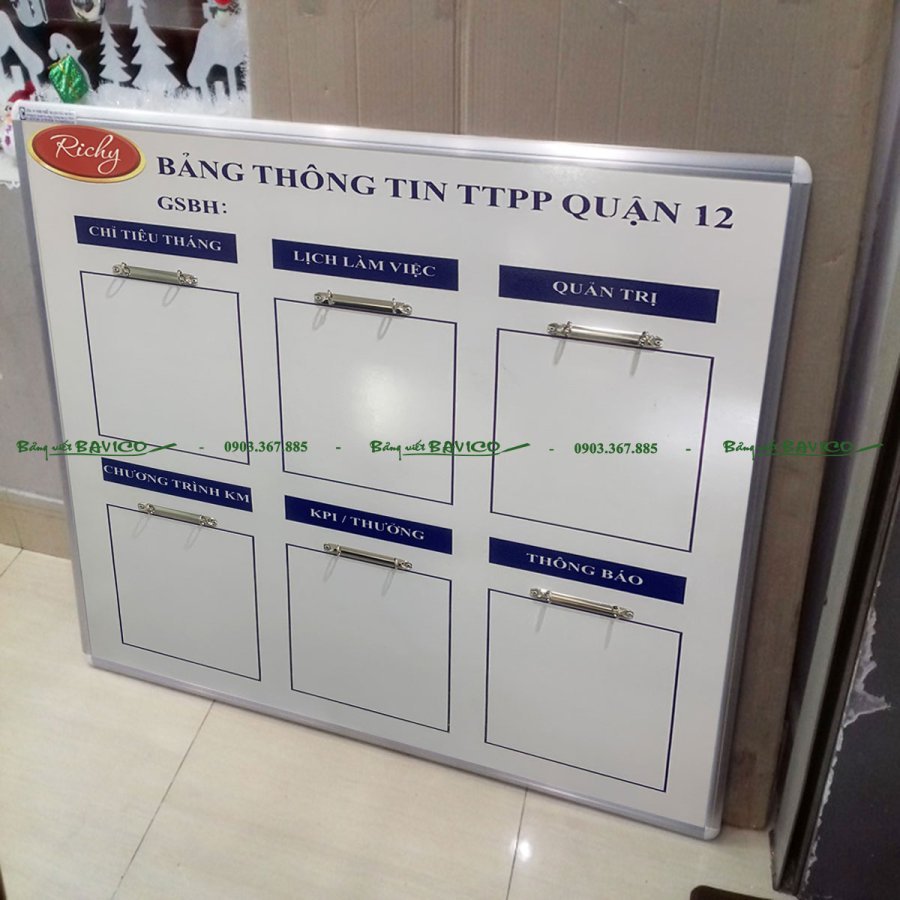 Richy
BẢNG THÔNG TIN TTPP QUẬN 12
GSBH:
CHỈ TIÊU THÁNG
LỊCH LÀM VIỆC
QUẢN TRỊ
Bảng viết BAVICO - 0903.367.885 - Bảng viết BAVICO - 0903.367.885 - Bảng viết BAVICO
CHƯƠNG TRÌNH KM
KPI / THƯỞNG
THÔNG BÁO